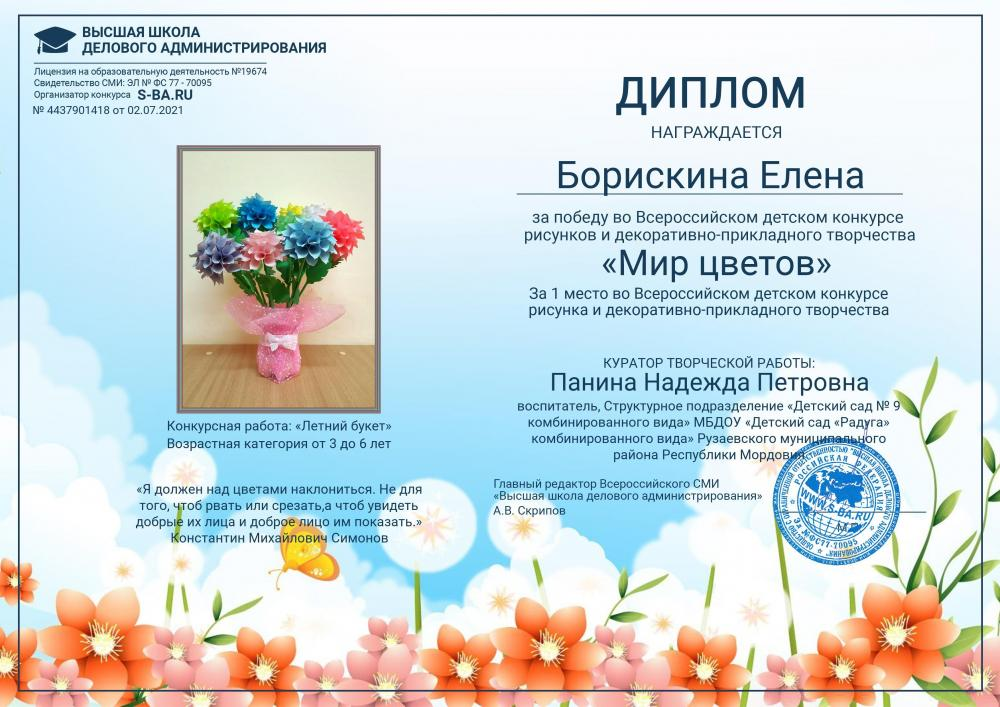 ВЫСШАЯ ШКОЛА
ДЕЛОВОГО АДМИНИСТРИРОВАНИЯ
Лицензия на образовательную деятельность №19674
Свидетельство СМИ: ЭЛ № ФС 77 - 70095
Организатор конкурса S-BA.RU
№ 4437901418 от 02.07.2021
Конкурсная работа: «Летний букет»
Возрастная категория от 3 до 6 лет
«Я должен над цветами наклониться. Не для
того, чтоб рвать или срезать,а чтоб увидеть
добрые их лица и доброе лицо им показать.»
Константин Михайлович Симонов
ДИПЛОМ
НАГРАЖДАЕТСЯ
Борискина Елена
за победу во Всероссийском детском конкурсе
рисунков и декоративно-прикладного творчества
«Мир цветов»
За 1 место во Всероссийском детском конкурсе
рисунка и декоративно-прикладного творчества
КУРАТОР ТВОРЧЕСКОЙ РАБОТЫ:
Панина Надежда Петровна
воспитатель, Структурное подразделение «Детский сад № 9
комбинированного вида» МБДОУ «Детский сад «Радуга»
комбинированного вида» Рузаевского муниципального
района Республики Мордовия
Главный редактор Всероссийского СМИ
«Высшая школа делового администрирования»
А.В. Скрипов
РОССИЙСКАЯ ФЕДЕРАЦИЯ
WWW.S-BA.RU
№ФС77-70095